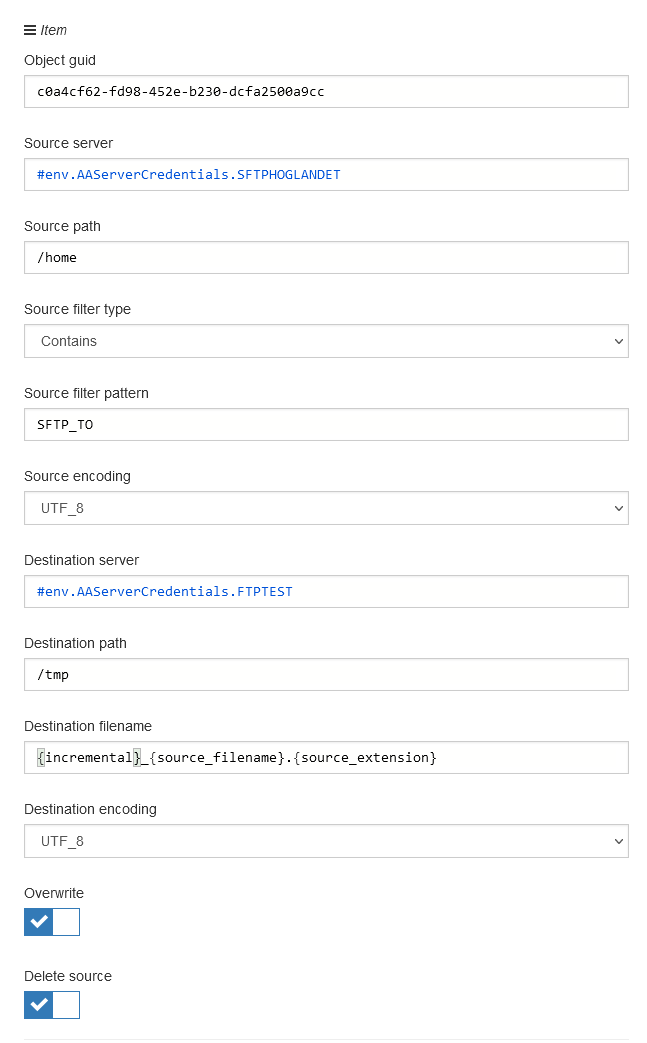 Item
Object guid
c0a4cf62-fd98-452e-b230-dcfa2500a9cc
Source server
#env.AAServerCredentials.SFTPHOGLANDET
Source path
/home
Source filter type
Contains
Source filter pattern
SFTP_TO
Source encoding
UTF_8
Destination server
#env.AAServerCredentials.FTPTEST
Destination path
/tmp
Destination filename
{incremental}_{source_filename}.{source_extension}
Destination encoding
UTF_8
Overwrite
Delete source